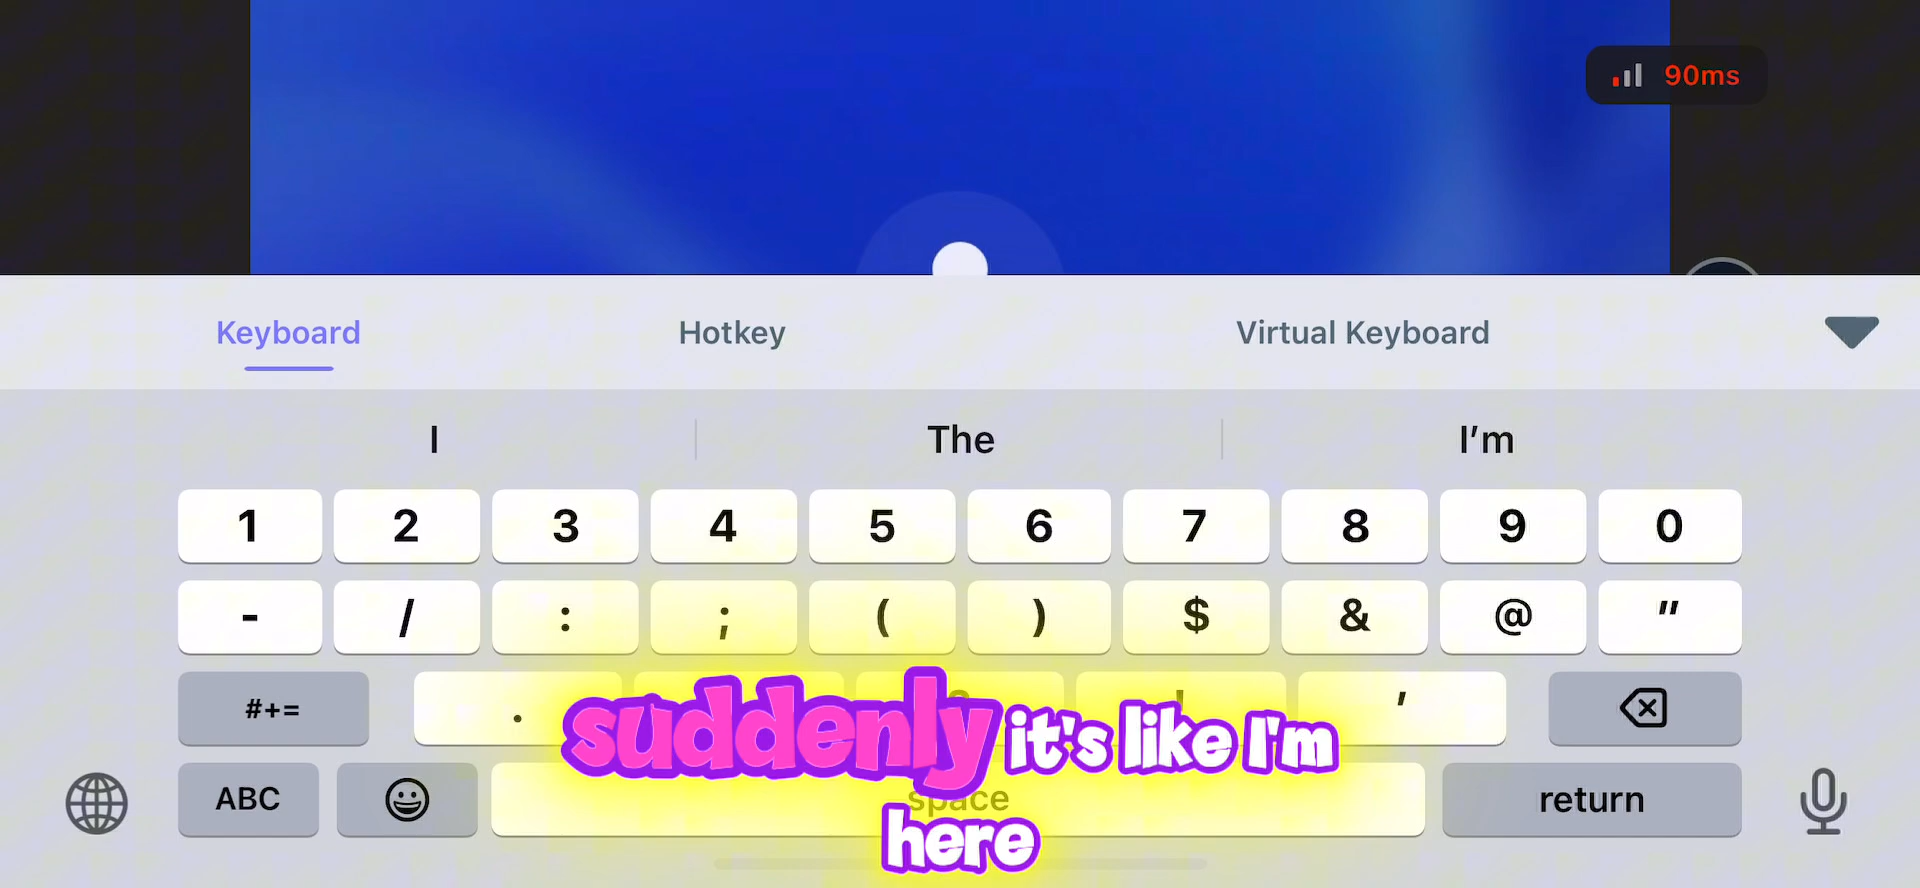 90ms
Keyboard Hotkey Virtual Keyboard
I The I'm
1 2 3 4 5 6 7 8 9 0
- / : ; ( ) $ & @ "
#+= . ! '
suddenly it's like I'm
ABC space return
here